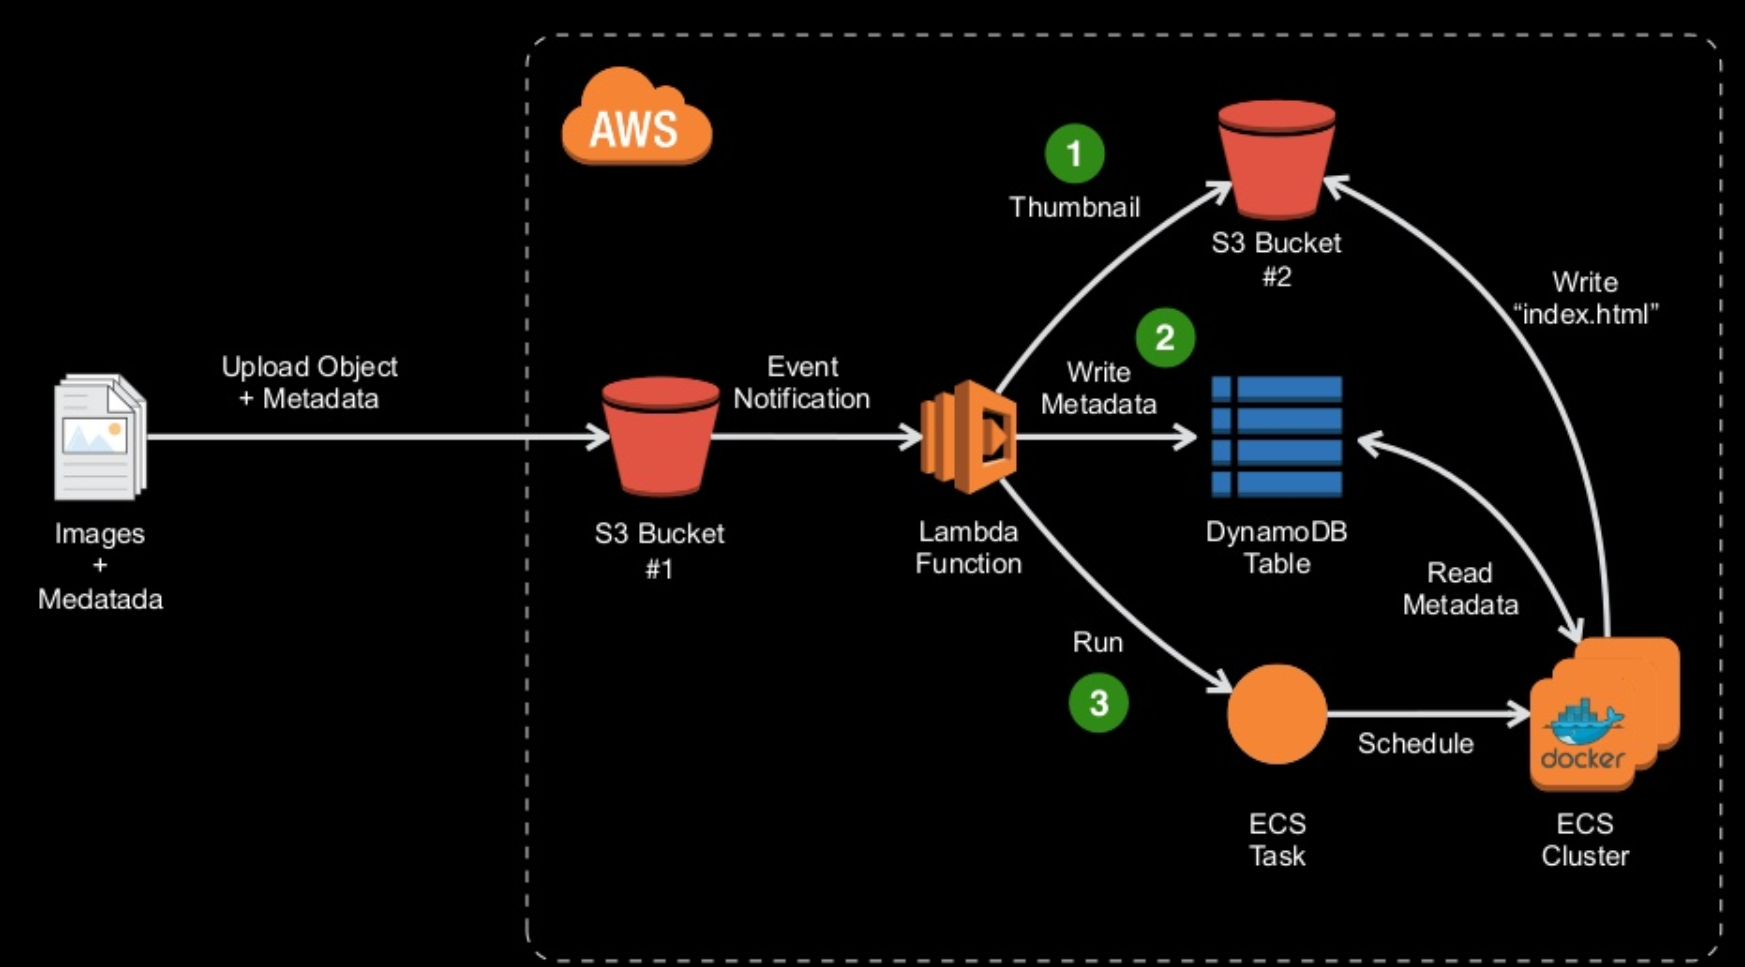 AWS
1
Thumbnail
S3 Bucket
#2
Write
“index.html”
2
Upload Object
+ Metadata
Event
Notification
Write
Metadata
Images
+
Medatada
S3 Bucket
#1
Lambda
Function
DynamoDB
Table
Read
Metadata
Run
3
Schedule
docker
ECS
Task
ECS
Cluster